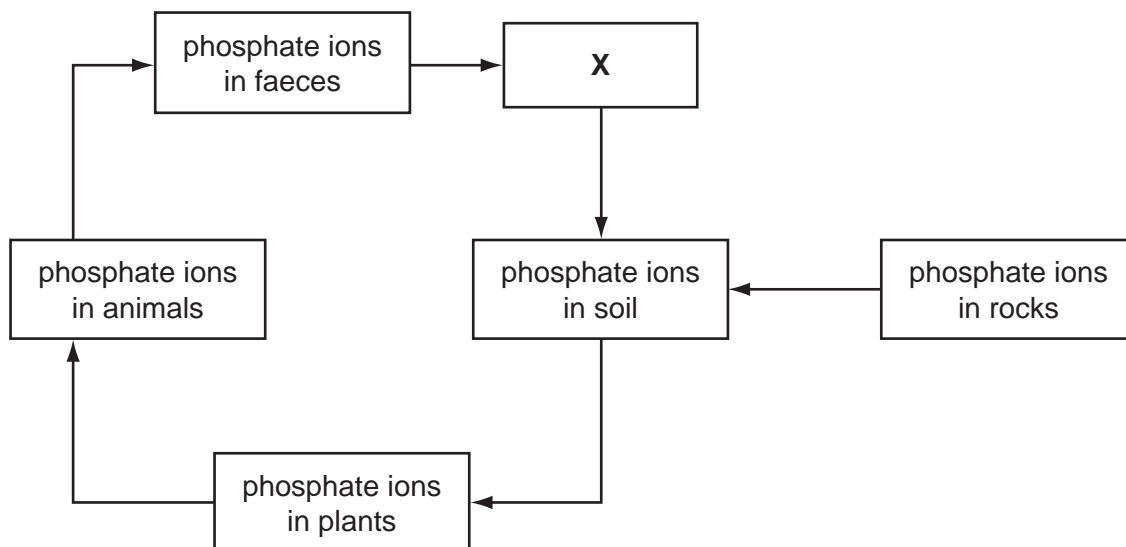 phosphate ions
in faeces
X
phosphate ions
in animals
phosphate ions
in soil
phosphate ions
in rocks
phosphate ions
in plants